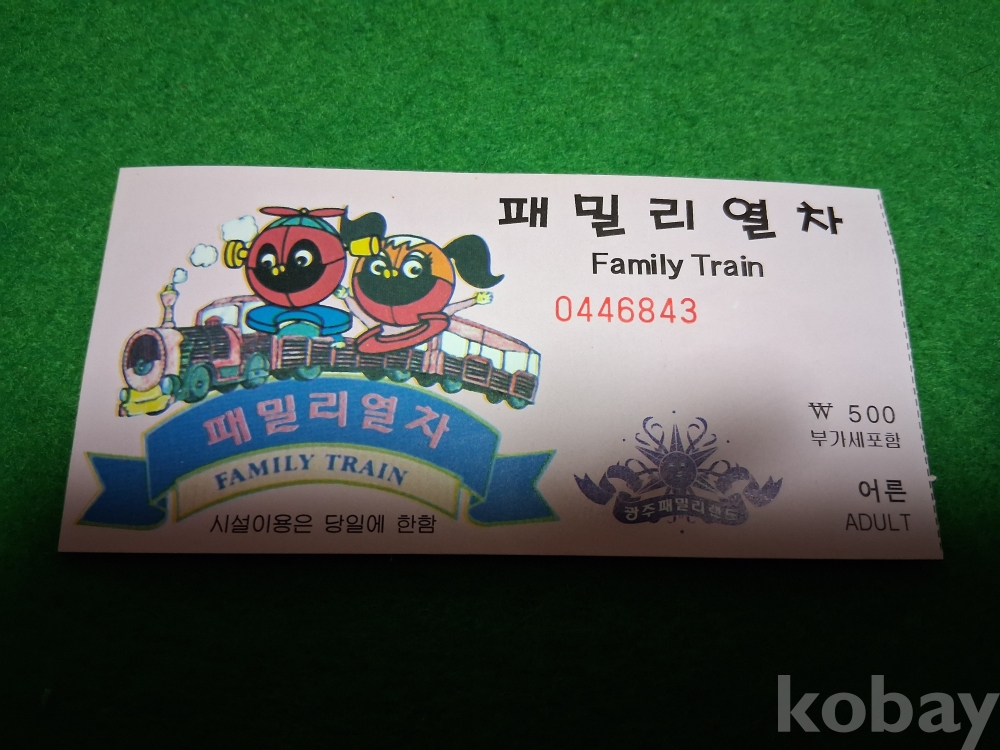 패밀리열차
Family Train
0446843
패밀리열차
FAMILY TRAIN
시설이용은 당일에 한함
광주패밀리랜드
₩ 500
부가세포함
어른
ADULT
kobay